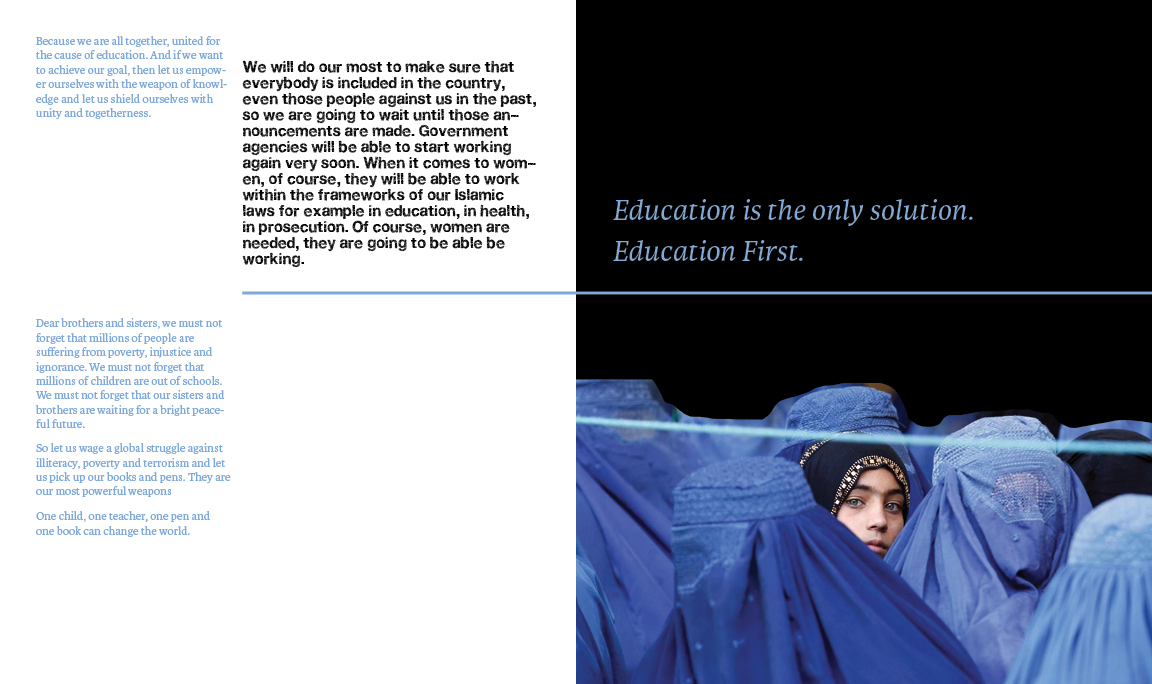 Because we are all together, united for
the cause of education. And if we want
to achieve our goal, then let us empow-
er ourselves with the weapon of knowl-
edge and let us shield ourselves with
unity and togetherness.
We will do our most to make sure that
everybody is included in the country,
even those people against us in the past,
so we are going to wait until those an-
nouncements are made. Government
agencies will be able to start working
again very soon. When it comes to wom-
en, of course, they will be able to work
within the frameworks of our Islamic
laws for example in education, in health,
in prosecution. Of course, women are
needed, they are going to be able be
working.
Dear brothers and sisters, we must not
forget that millions of people are
suffering from poverty, injustice and
ignorance. We must not forget that
millions of children are out of schools.
We must not forget that our sisters and
brothers are waiting for a bright peace-
ful future.
So let us wage a global struggle against
illiteracy, poverty and terrorism and let
us pick up our books and pens. They are
our most powerful weapons
One child, one teacher, one pen and
one book can change the world.
Education is the only solution.
Education First.